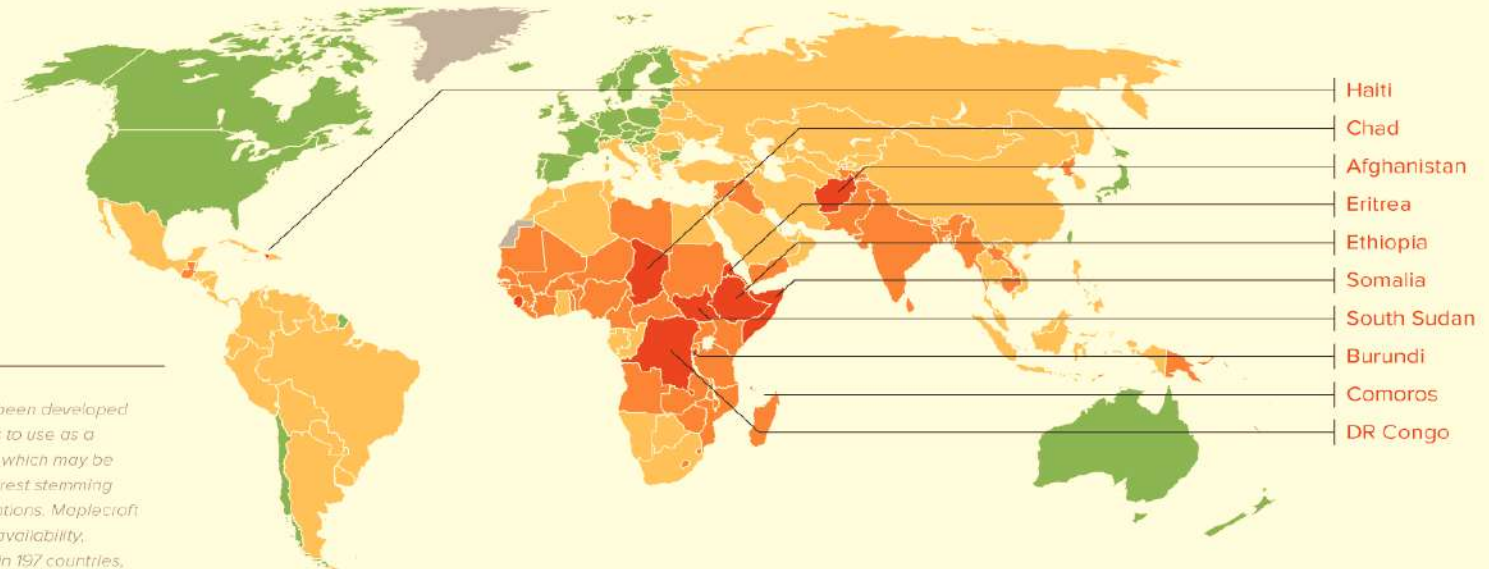 Haiti
Chad
Afghanistan
Eritrea
Ethiopia
Somalia
South Sudan
Burundi
Comoros
DR Congo
been developed
to use as a
which may be
rest stemming
tions. Maplecroft
availability,
in 197 countries,